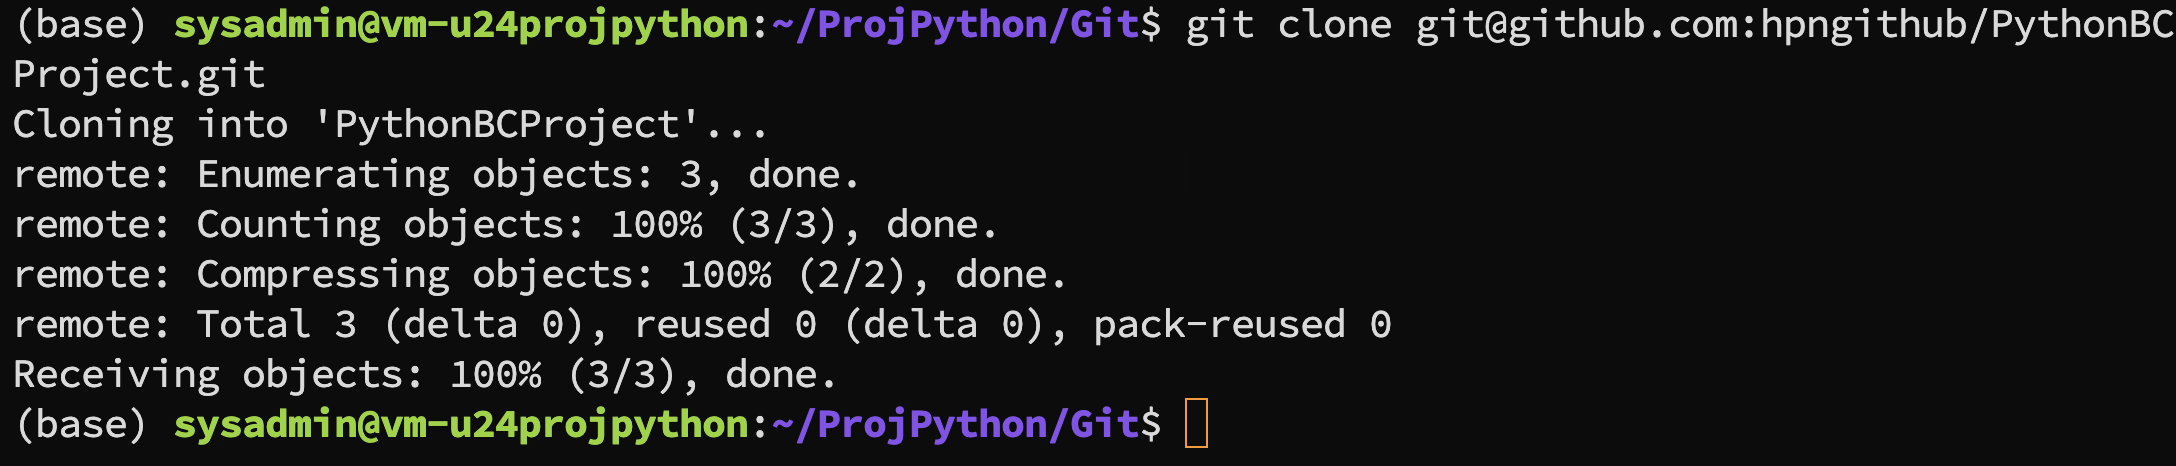 (base) sysadmin@vm-u24projpython:~/ProjPython/Git$ git clone git@github.com:hpngithub/PythonBC
Project.git
Cloning into 'PythonBCProject'...
remote: Enumerating objects: 3, done.
remote: Counting objects: 100% (3/3), done.
remote: Compressing objects: 100% (2/2), done.
remote: Total 3 (delta 0), reused 0 (delta 0), pack-reused 0
Receiving objects: 100% (3/3), done.
(base) sysadmin@vm-u24projpython:~/ProjPython/Git$